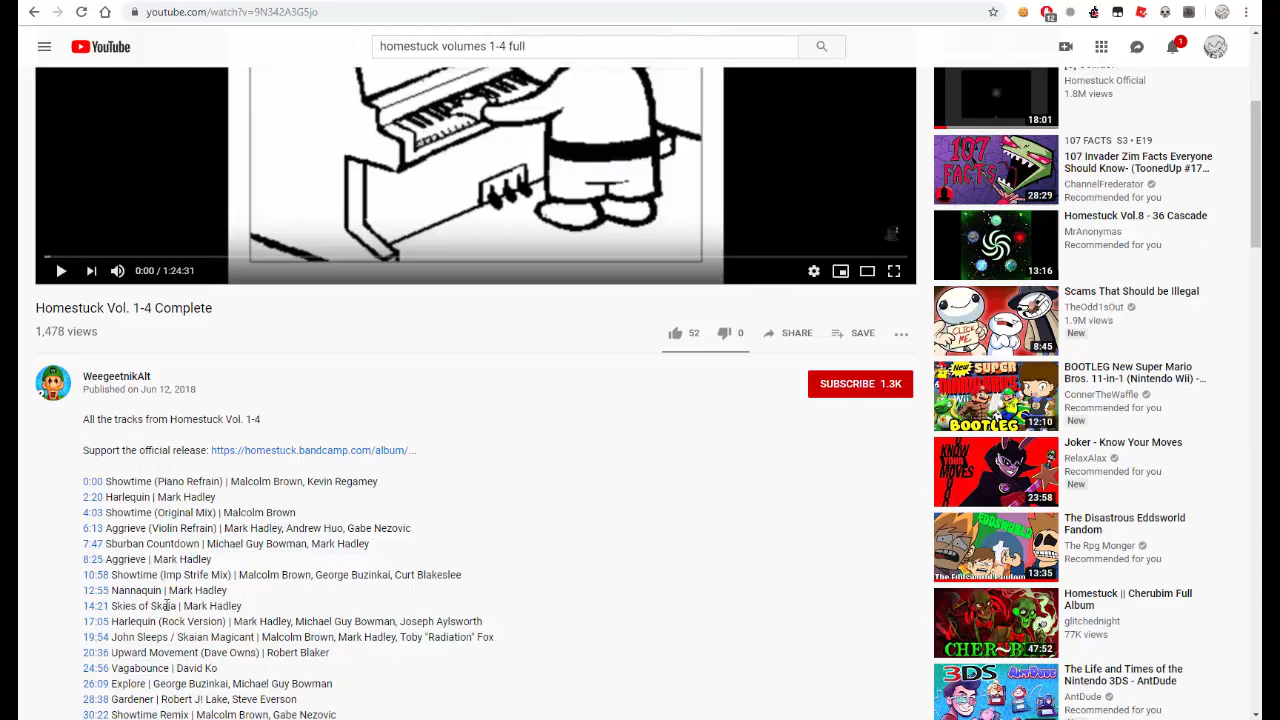 youtube.com/watch?v=9N342A3G5jo
12
YouTube
homestuck volumes 1-4 full
1
0:00 / 1:24:31
Homestuck Vol. 1-4 Complete
1,478 views
52
0
SHARE
SAVE
WeegeetnikAlt
Published on Jun 12, 2018
SUBSCRIBE 1.3K
All the tracks from Homestuck Vol. 1-4
Support the official release: https://homestuck.bandcamp.com/album/...
0:00 Showtime (Piano Refrain) | Malcolm Brown, Kevin Regamey
2:20 Harlequin | Mark Hadley
4:03 Showtime (Original Mix) | Malcolm Brown
6:13 Aggrieve (Violin Refrain) | Mark Hadley, Andrew Huo, Gabe Nezovic
7:47 Sburban Countdown | Michael Guy Bowman, Mark Hadley
8:25 Aggrieve | Mark Hadley
10:58 Showtime (Imp Strife Mix) | Malcolm Brown, George Buzinkai, Curt Blakeslee
12:55 Nannaquin | Mark Hadley
14:21 Skies of Skaia | Mark Hadley
17:05 Harlequin (Rock Version) | Mark Hadley, Michael Guy Bowman, Joseph Aylsworth
19:54 John Sleeps / Skaian Magicant | Malcolm Brown, Mark Hadley, Toby "Radiation" Fox
20:36 Upward Movement (Dave Owns) | Robert Blaker
24:56 Vagabounce | David Ko
26:09 Explore | George Buzinkai, Michael Guy Bowman
28:38 Gardener | Robert J! Lake, Steve Everson
30:22 Showtime Remix | Malcolm Brown, Gabe Nezovic
Homestuck Official
1.8M views
18:01
107 FACTS S3 • E19
107 Invader Zim Facts Everyone
Should Know- (ToonedUp #17...
ChannelFrederator
Recommended for you
107
FACTS
28:29
Homestuck Vol.8 - 36 Cascade
MrAnonymas
Recommended for you
13:16
Scams That Should be Illegal
TheOdd1sOut
1.9M views
New
CLICK
ME
8:45
BOOTLEG New Super Mario
Bros. 11-in-1 (Nintendo Wii) -...
ConnerTheWaffle
Recommended for you
New
SUPER
BOOTLEG
12:10
Joker - Know Your Moves
RelaxAlax
Recommended for you
New
KNOW
YOUR
MOVES
23:58
The Disastrous Eddsworld
Fandom
The Rpg Monger
Recommended for you
13:35
Homestuck || Cherubim Full
Album
glitchednight
77K views
CHERUBIM
47:52
The Life and Times of the
Nintendo 3DS - AntDude
AntDude
Recommended for you
3DS
ANTDUDE